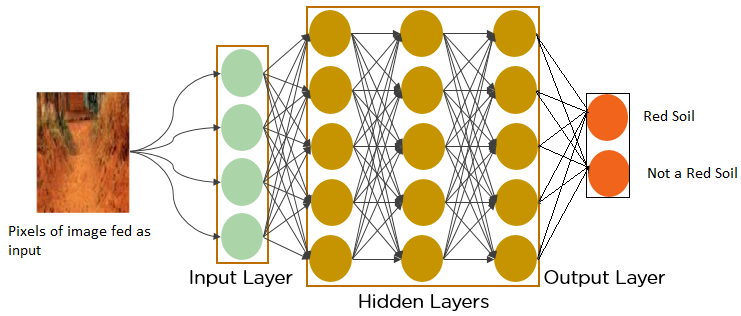 Red Soil
Not a Red Soil
Pixels of image fed as
input
Input Layer
Output Layer
Hidden Layers